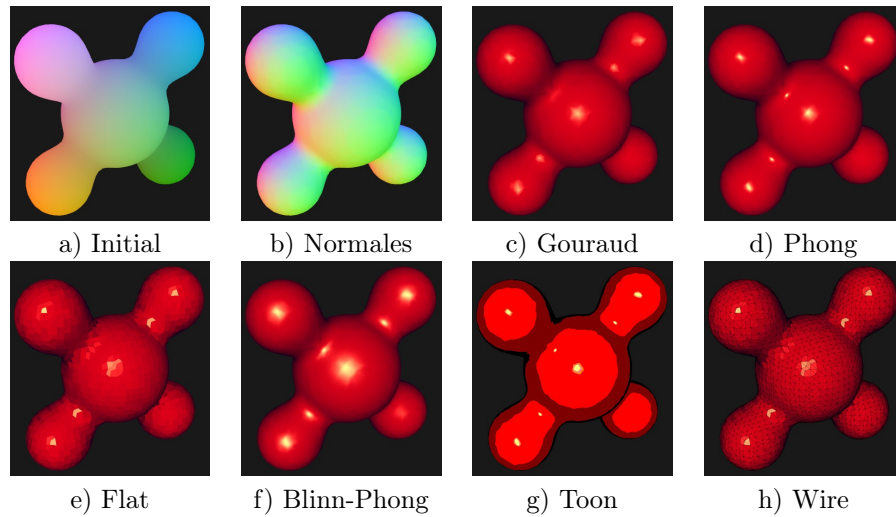 a) Initial b) Normales c) Gouraud d) Phong
e) Flat f) Blinn-Phong g) Toon h) Wire